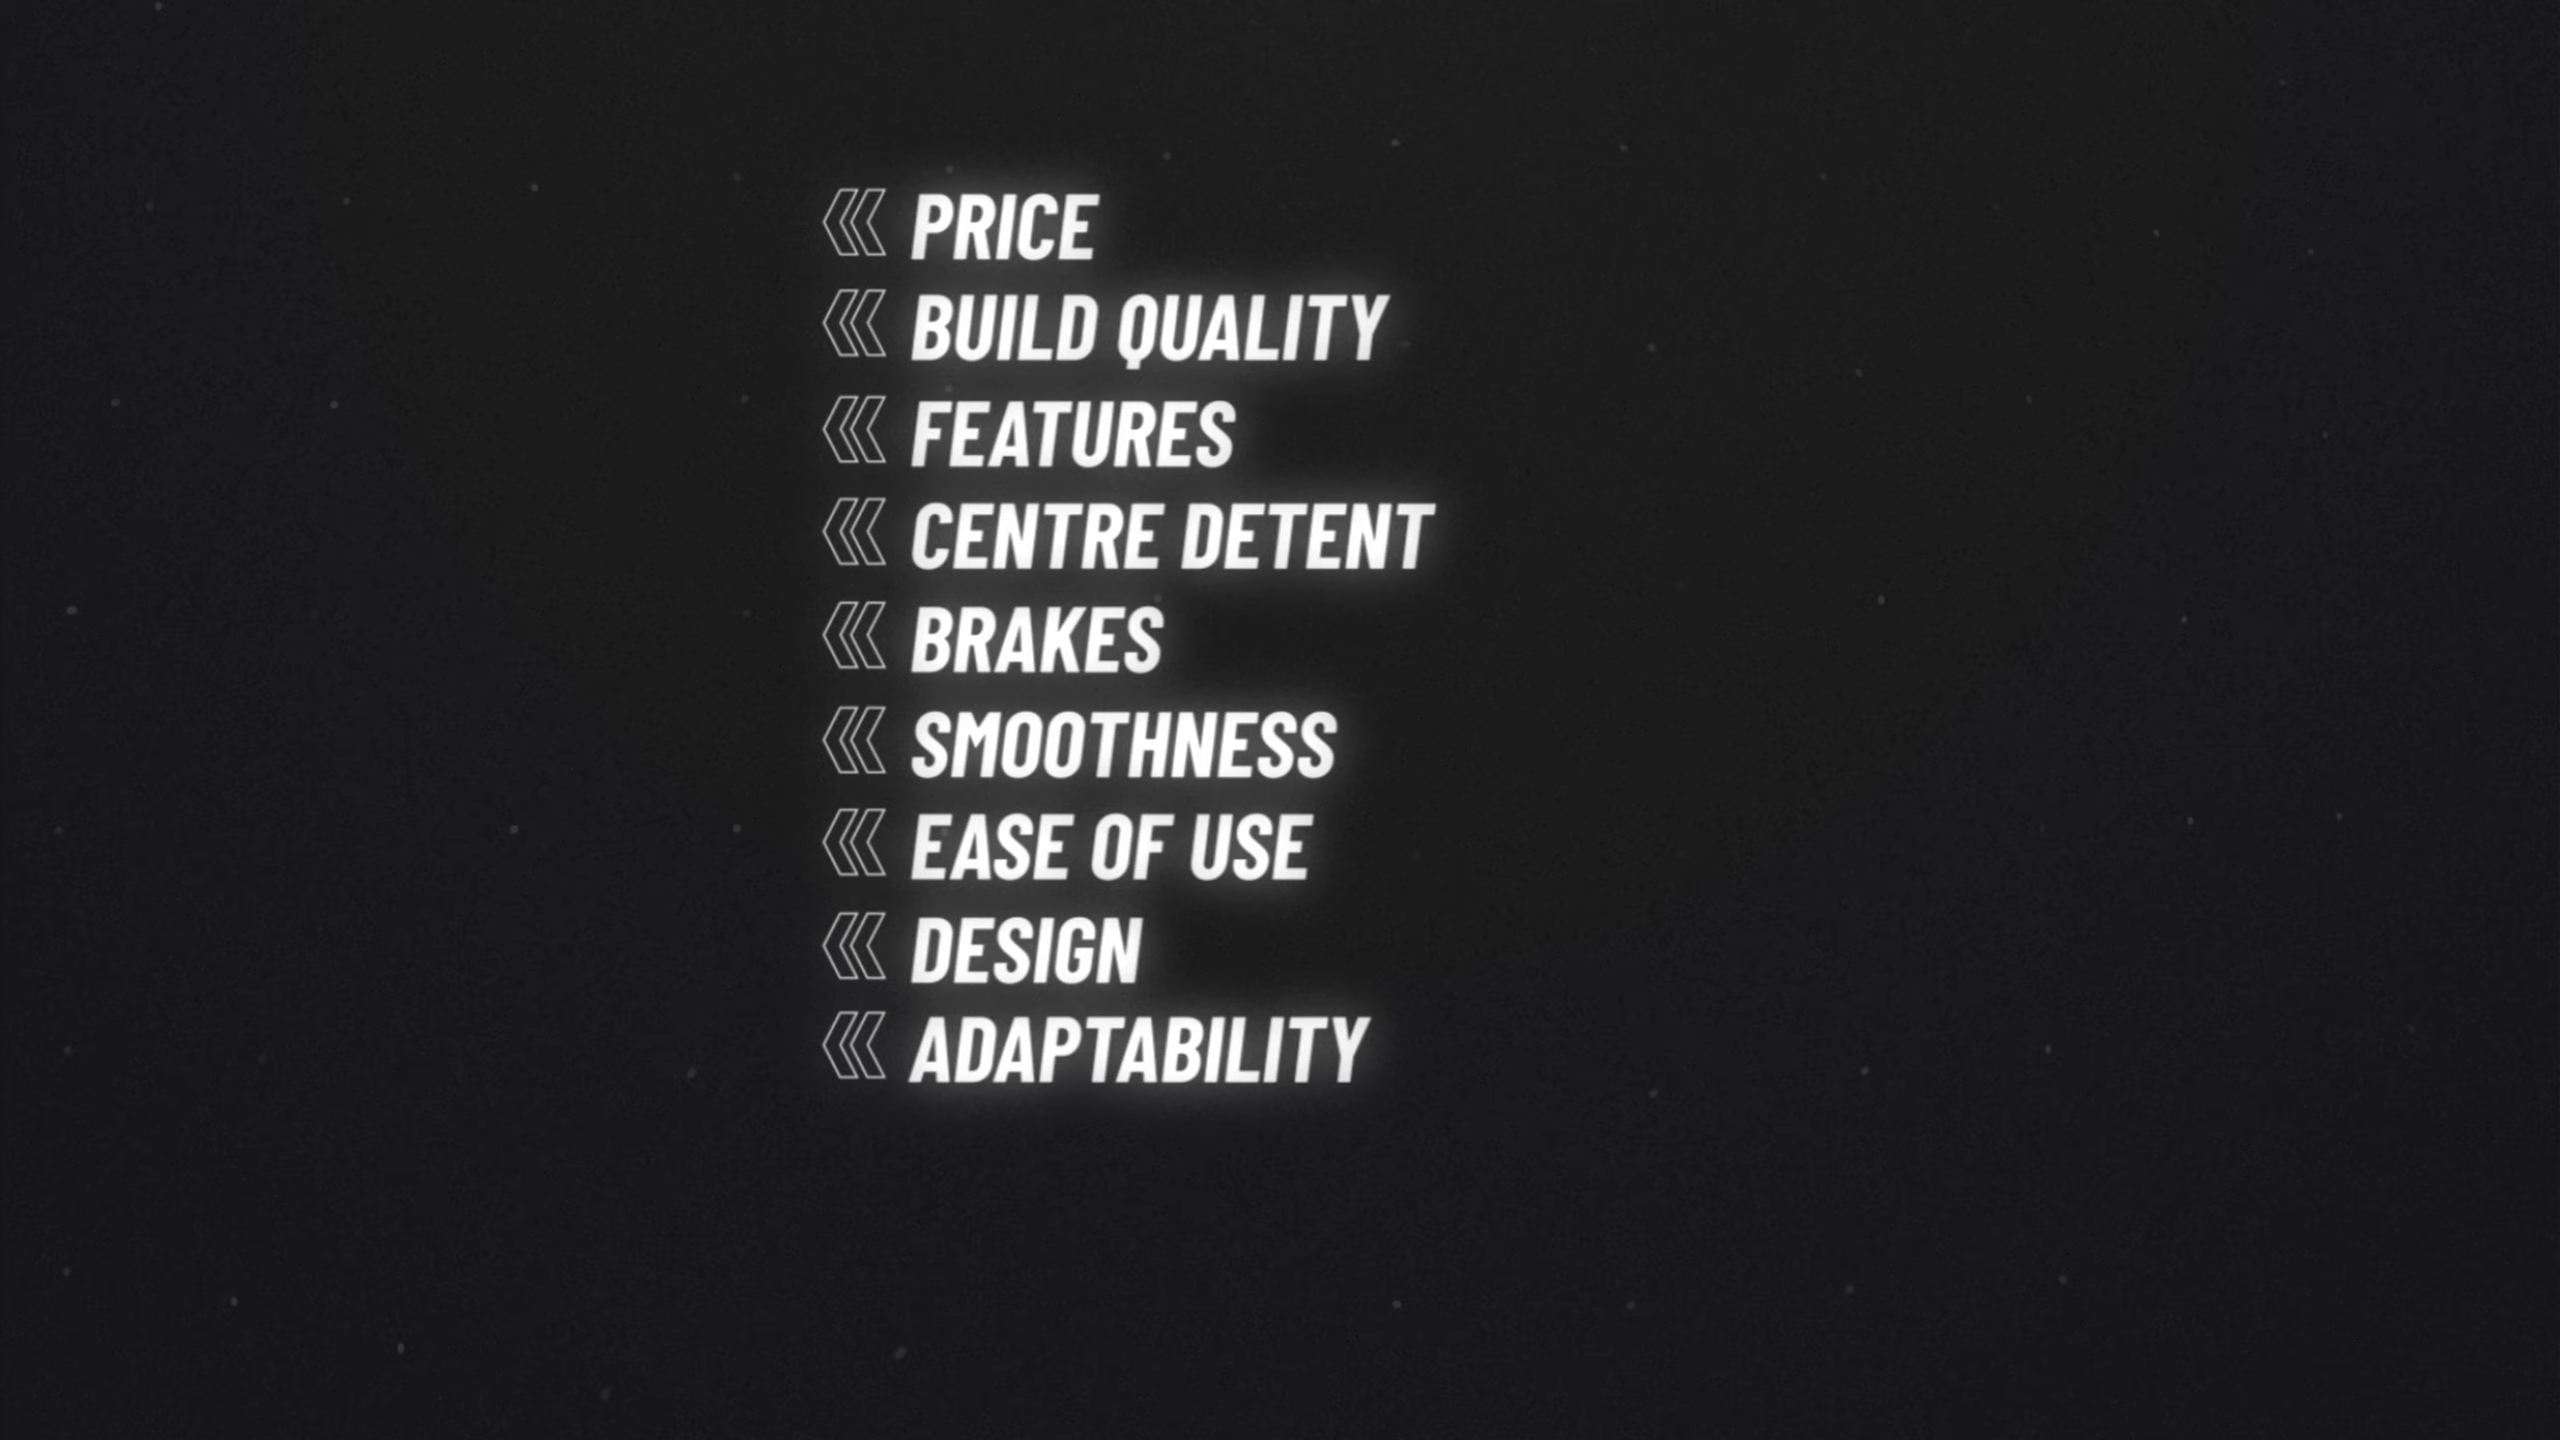 PRICE
BUILD QUALITY
FEATURES
CENTRE DETENT
BRAKES
SMOOTHNESS
EASE OF USE
DESIGN
ADAPTABILITY